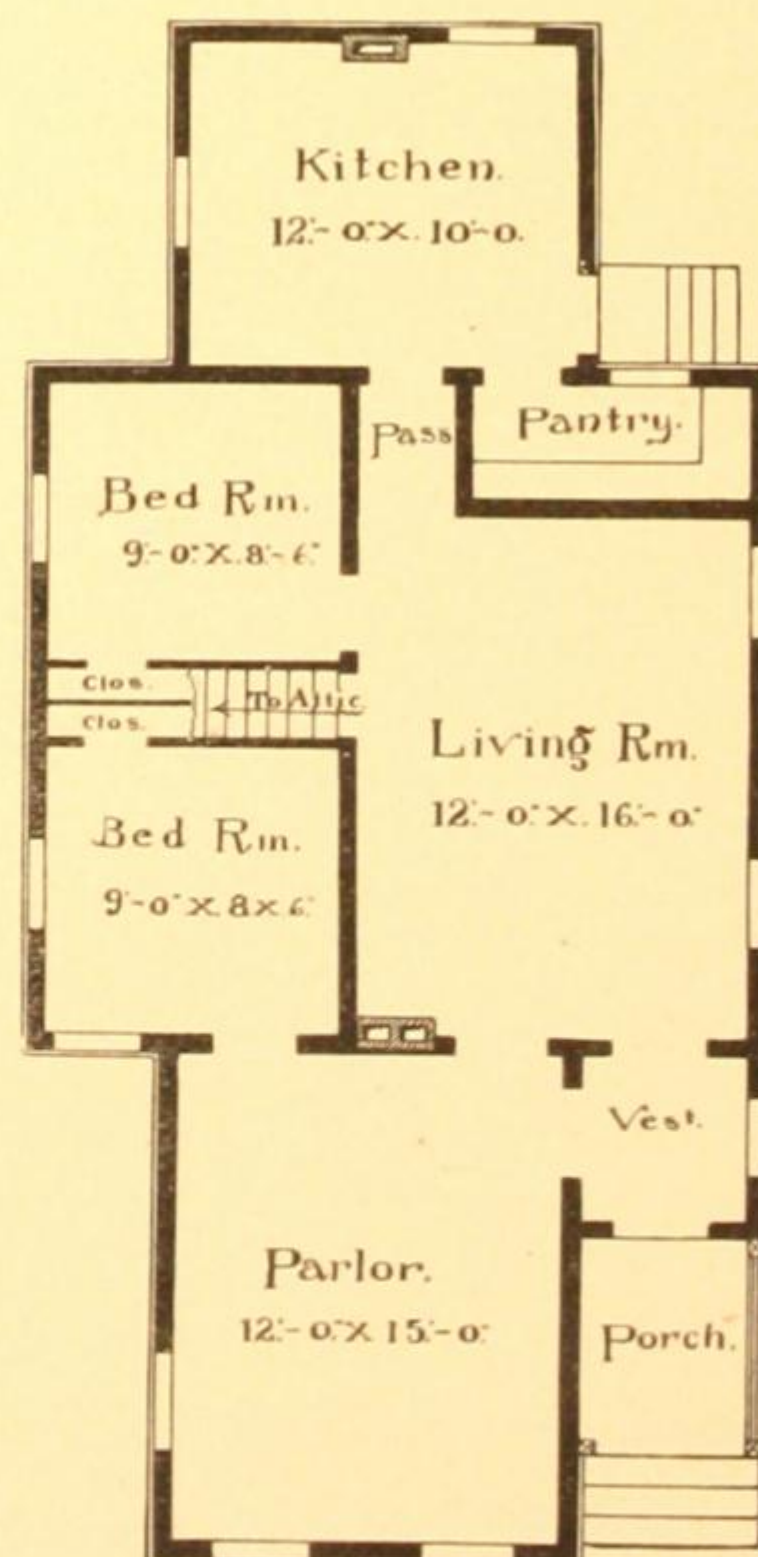 Kitchen.
12'-0" X. 10'-0.
Pass
Pantry.
Bed Rm.
9'-0" X. 8'-6"
Clos.
To Attic
Clos.
Living Rm.
12'-0" X. 16'-0"
Bed Rm.
9'-0" X. 8 x 6"
Vest.
Parlor.
12'-0" X 15'-0"
Porch.